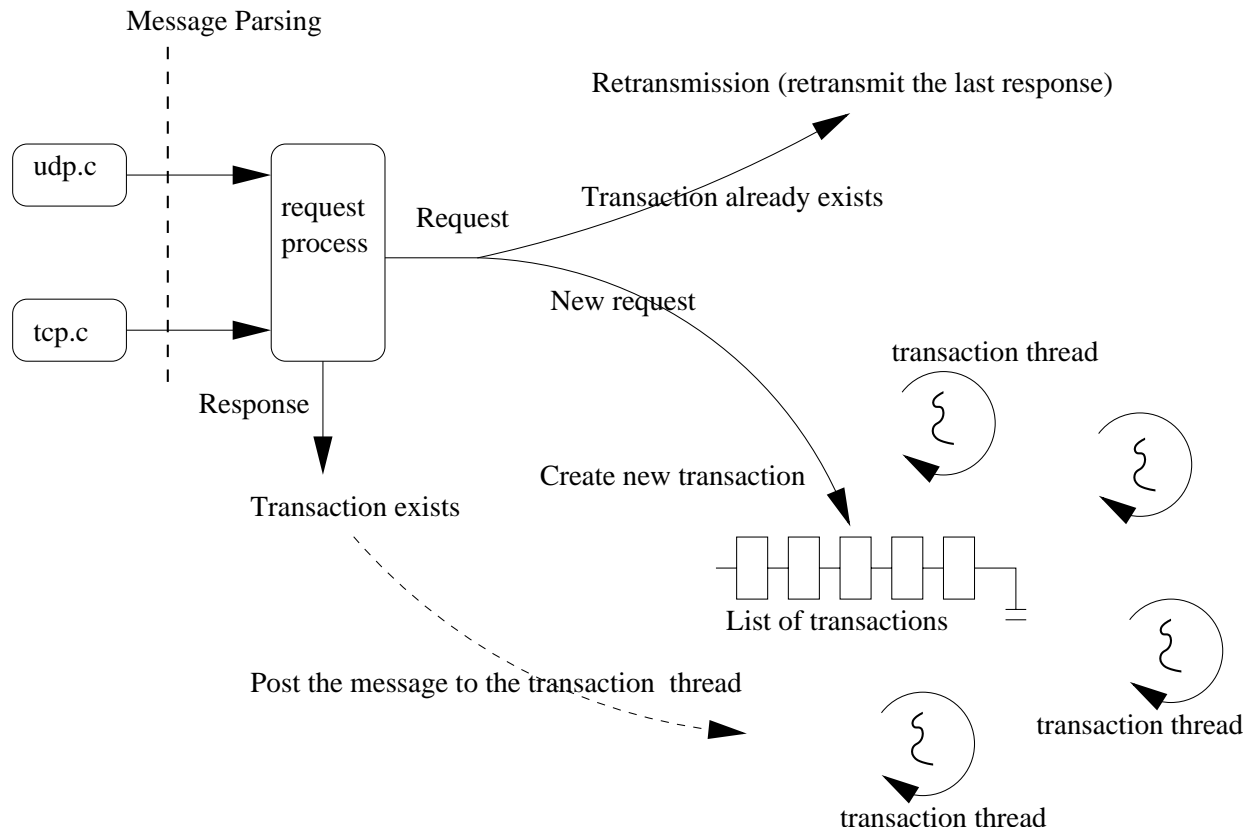 Message Parsing
Retransmission (retransmit the last response)
udp.c
request
process
Request
Transaction already exists
New request
tcp.c
transaction thread
Response
Create new transaction
Transaction exists
List of transactions
Post the message to the transaction  thread
transaction thread
transaction thread